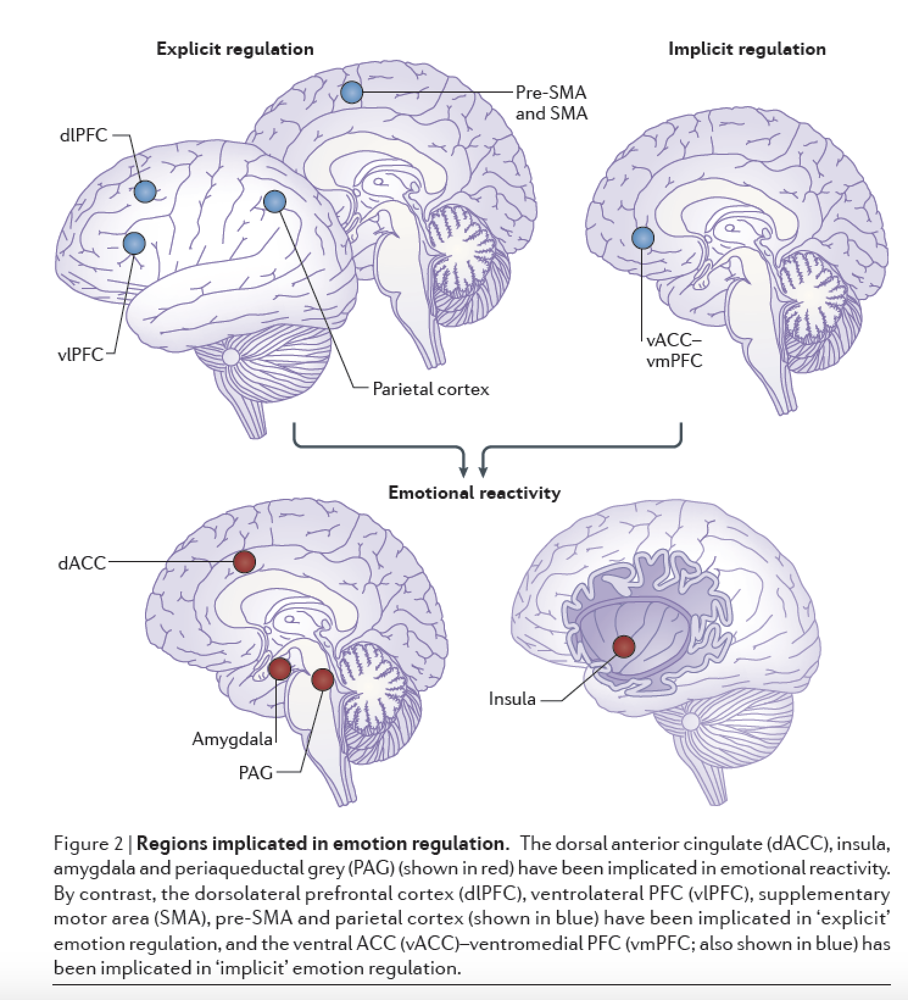 Explicit regulation
Implicit regulation
Pre-SMA
and SMA
dlPFC
vlPFC
Parietal cortex
vACC–
vmPFC
Emotional reactivity
dACC
Amygdala
PAG
Insula
Figure 2 | Regions implicated in emotion regulation. The dorsal anterior cingulate (dACC), insula,
amygdala and periaqueductal grey (PAG) (shown in red) have been implicated in emotional reactivity.
By contrast, the dorsolateral prefrontal cortex (dlPFC), ventrolateral PFC (vlPFC), supplementary
motor area (SMA), pre-SMA and parietal cortex (shown in blue) have been implicated in ‘explicit’
emotion regulation, and the ventral ACC (vACC)–ventromedial PFC (vmPFC; also shown in blue) has
been implicated in ‘implicit’ emotion regulation.